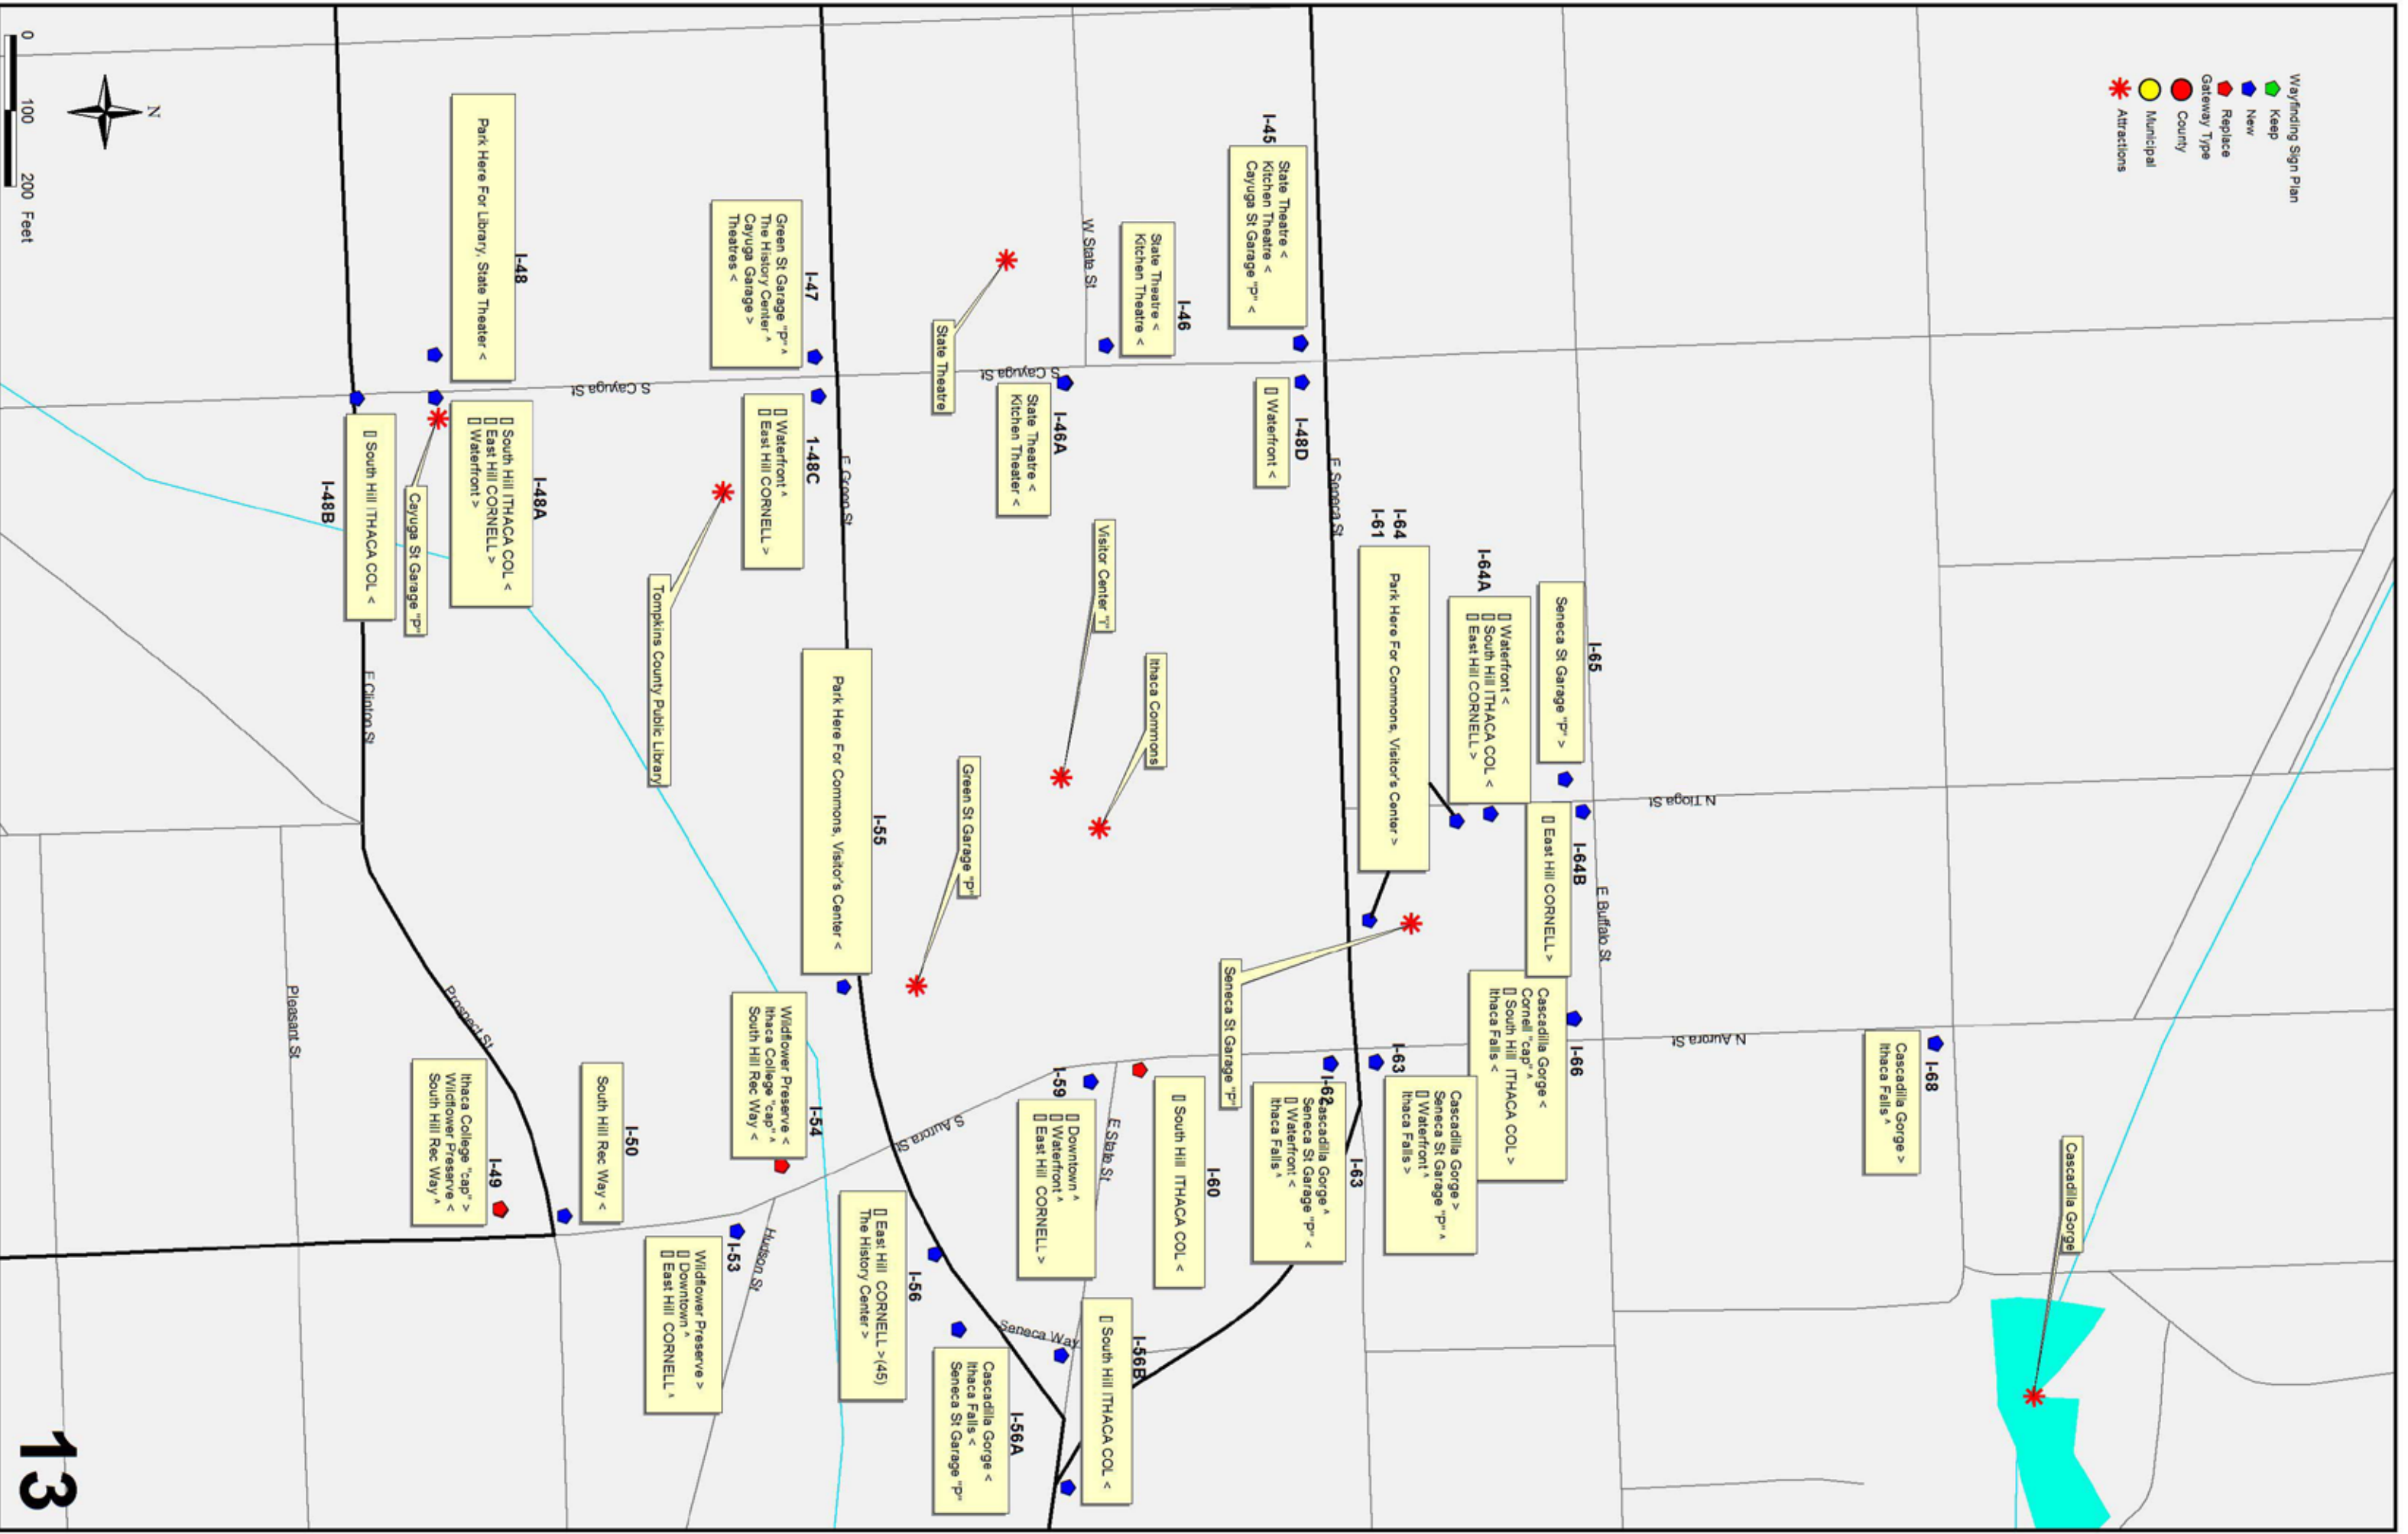 Wayfinding Sign Plan
Keep
New
Replace
Gateway Type
County
Municipal
Attractions
Cascadilla Gorge
I-68
Cascadilla Gorge >
Ithaca Falls ^
N Tioga St
N Aurora St
E Buffalo St
I-65
Seneca St Garage "P" >
I-64B
▯ East Hill CORNELL >
I-66
Cascadilla Gorge <
Cornell "cap" ^
▯ South Hill ITHACA COL >
Ithaca Falls <
I-64A
▯ Waterfront <
▯ South Hill ITHACA COL <
▯ East Hill CORNELL >
I-64
I-61
Park Here For Commons, Visitor's Center >
I-63
Cascadilla Gorge >
Seneca St Garage "P" ^
▯ Waterfront ^
Ithaca Falls >
I-63
E Seneca St
I-62
Cascadilla Gorge ^
Seneca St Garage "P" <
▯ Waterfront <
Ithaca Falls ^
I-45
State Theatre <
Kitchen Theatre <
Cayuga St Garage "P" <
I-48D
▯ Waterfront <
Seneca St Garage "P"
I-60
▯ South Hill ITHACA COL <
I-46
State Theatre <
Kitchen Theatre <
Ithaca Commons
I-56B
▯ South Hill ITHACA COL <
E State St
Visitor Center "i"
W State St
I-59
▯ Downtown ^
▯ Waterfront ^
▯ East Hill CORNELL >
I-46A
State Theatre <
Kitchen Theater <
S Cayuga St
Seneca Way
I-56A
Cascadilla Gorge <
Ithaca Falls <
Seneca St Garage "P"
Green St Garage "P"
State Theatre
S Aurora St
I-56
▯ East Hill CORNELL >(45)
The History Center >
I-55
Park Here For Commons, Visitor's Center <
E Green St
I-47
Green St Garage "P" ^
The History Center ^
Cayuga Garage >
Theatres <
1-48C
▯ Waterfront ^
▯ East Hill CORNELL >
I-54
Wildflower Preserve <
Ithaca College "cap" ^
South Hill Rec Way <
Hudson St
I-53
Wildflower Preserve >
▯ Downtown ^
▯ East Hill CORNELL ^
Tompkins County Public Library
S Cayuga St
I-50
South Hill Rec Way <
I-48
Park Here For Library, State Theater <
I-48A
▯ South Hill ITHACA COL <
▯ East Hill CORNELL >
▯ Waterfront >
I-49
Ithaca College "cap" >
Wildflower Preserve <
South Hill Rec Way ^
Prospect St
Cayuga St Garage "P"
▯ South Hill ITHACA COL <
I-48B
E Clinton St
Pleasant St
N
0 100 200 Feet
13